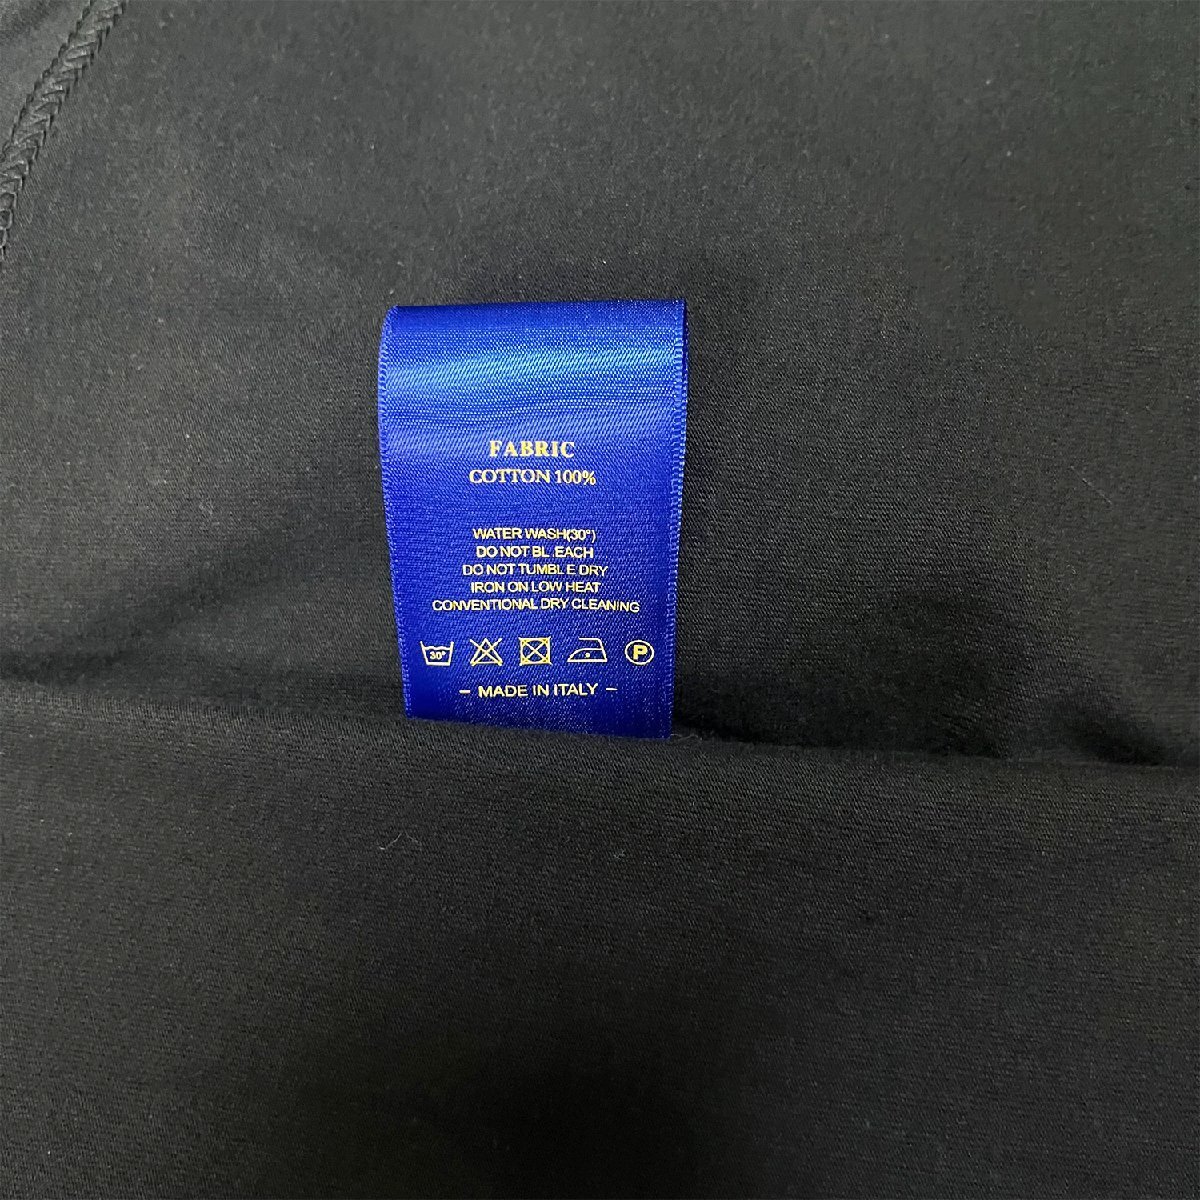 FABRIC
COTTON 100%
WATER WASH(30°)
DO NOT BL.EACH
DO NOT TUMBLE DRY
IRON ON LOW HEAT
CONVENTIONAL DRY CLEANING
30° P
- MADE IN ITALY -